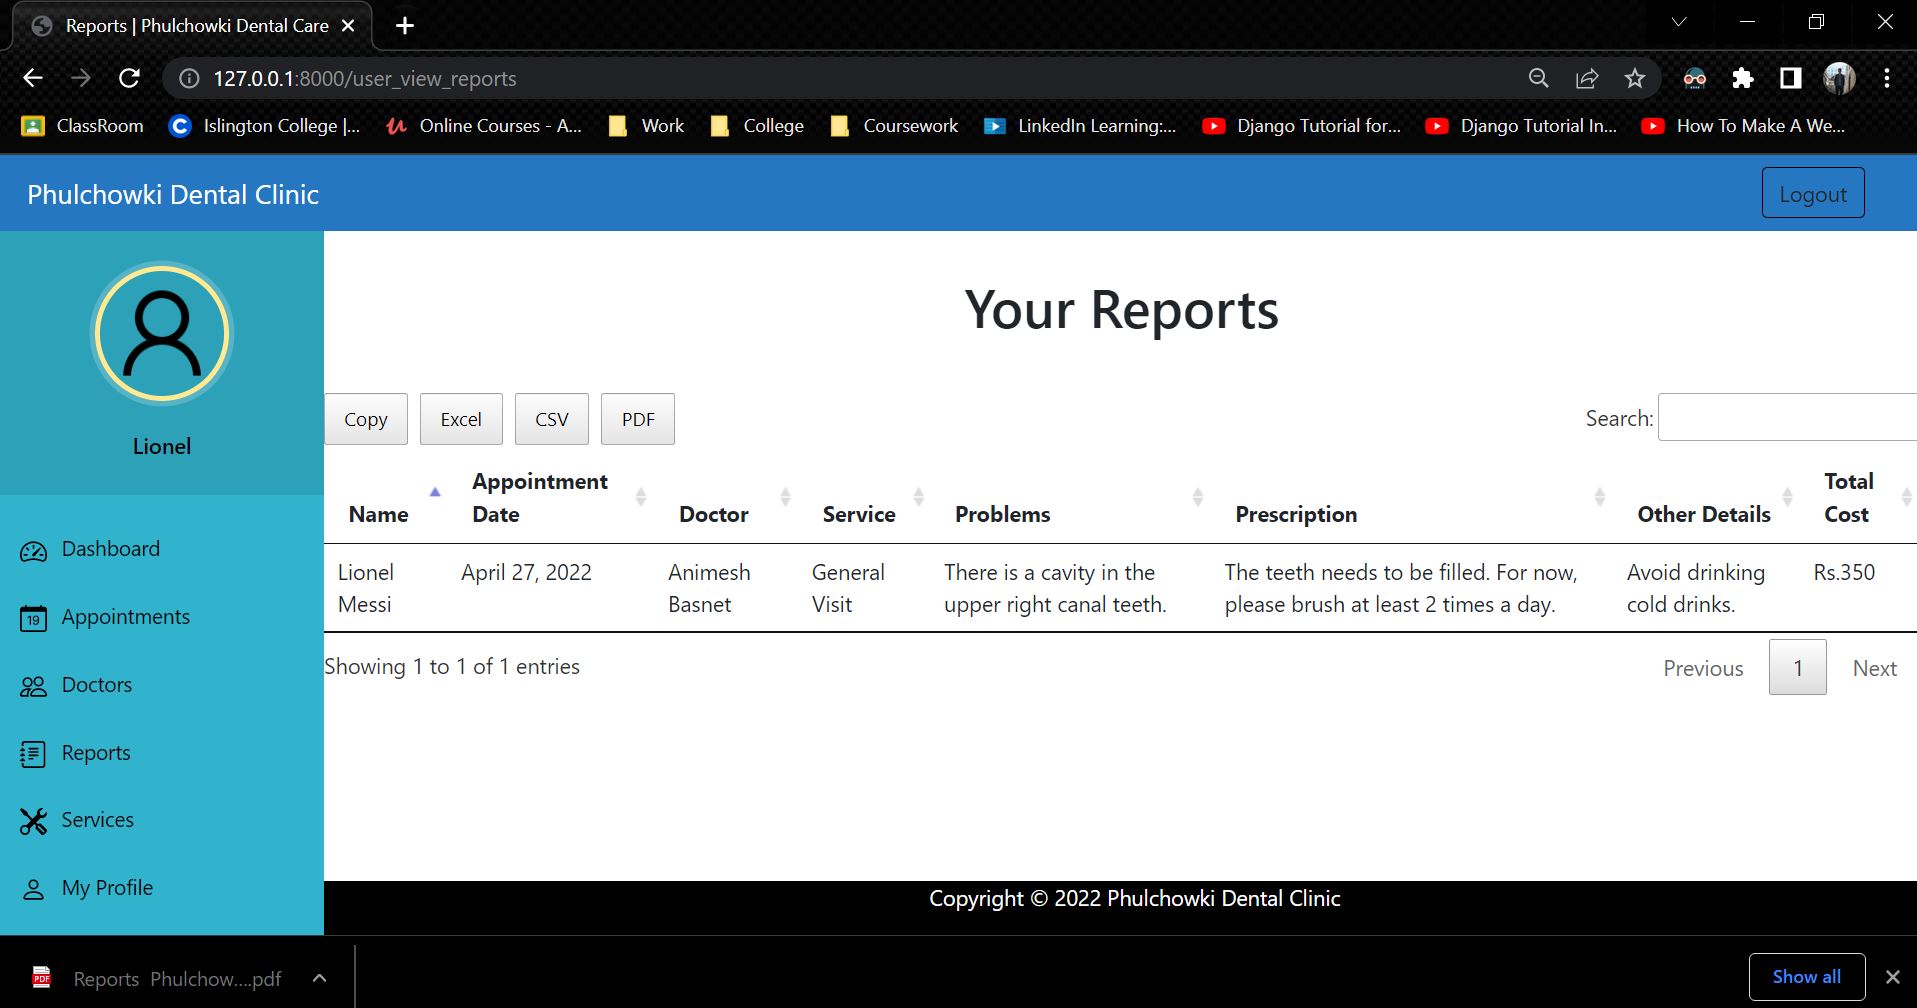 Reports | Phulchowki Dental Care
127.0.0.1:8000/user_view_reports
ClassRoom Islington College |... Online Courses - A... Work College Coursework LinkedIn Learning:... Django Tutorial for... Django Tutorial In... How To Make A We...
Phulchowki Dental Clinic Logout
Lionel
Dashboard
19
Appointments
Doctors
Reports
Services
My Profile
Your Reports
Copy Excel CSV PDF Search:
Appointment Total
Name Date Doctor Service Problems Prescription Other Details Cost
Lionel April 27, 2022 Animesh General There is a cavity in the The teeth needs to be filled. For now, Avoid drinking Rs.350
Messi Basnet Visit upper right canal teeth. please brush at least 2 times a day. cold drinks.
Showing 1 to 1 of 1 entries Previous 1 Next
Copyright © 2022 Phulchowki Dental Clinic
PDF Reports Phulchow....pdf Show all